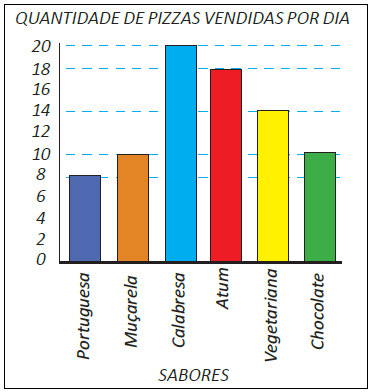 QUANTIDADE DE PIZZAS VENDIDAS POR DIA
20
18
16
14
12
10
8
6
4
2
0
Portuguesa
Muçarela
Calabresa
Atum
Vegetariana
Chocolate
SABORES